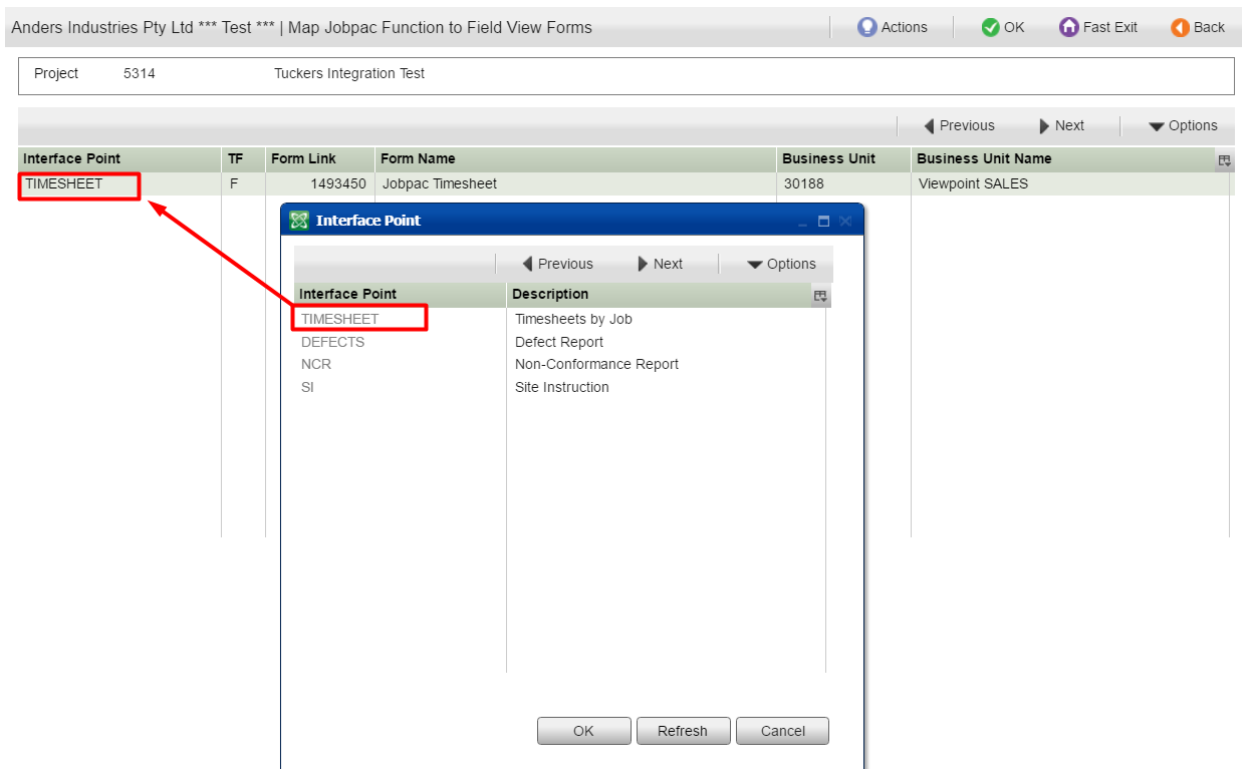 Anders Industries Pty Ltd *** Test *** | Map Jobpac Function to Field View Forms Actions OK Fast Exit Back
Project 5314 Tuckers Integration Test
Previous Next Options
Interface Point TF Form Link Form Name Business Unit Business Unit Name
TIMESHEET F 1493450 Jobpac Timesheet 30188 Viewpoint SALES
Interface Point
Previous Next Options
Interface Point Description
TIMESHEET Timesheets by Job
DEFECTS Defect Report
NCR Non-Conformance Report
SI Site Instruction
OK Refresh Cancel